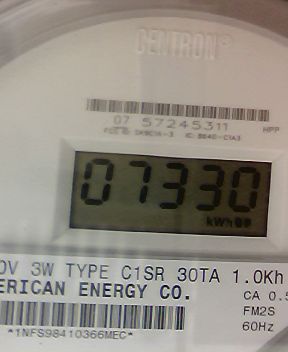 CENTRON®
07 57245311
HPP
07330
kWh
0V 3W TYPE C1SR 30TA 1.0Kh
ERICAN ENERGY CO.
CA 0.5
FM2S
60Hz
*1NFS98410366MEC*